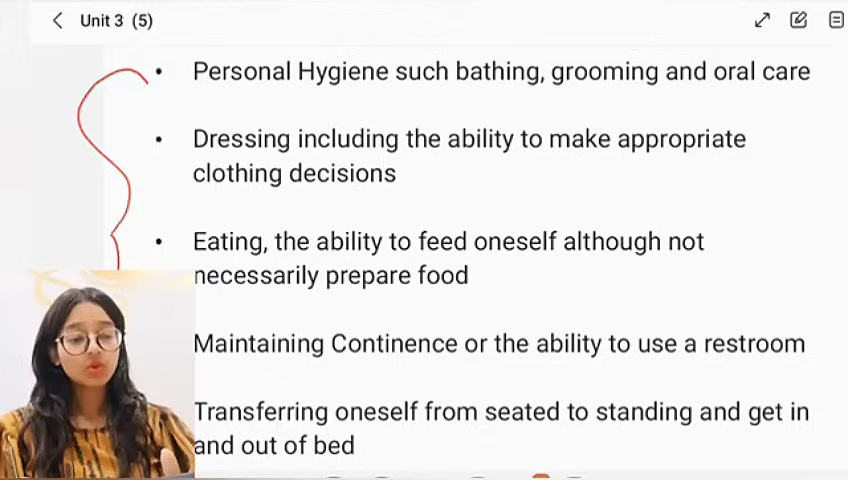 Unit 3 (5)
• Personal Hygiene such bathing, grooming and oral care
• Dressing including the ability to make appropriate
clothing decisions
• Eating, the ability to feed oneself although not
necessarily prepare food
Maintaining Continence or the ability to use a restroom
Transferring oneself from seated to standing and get in
and out of bed